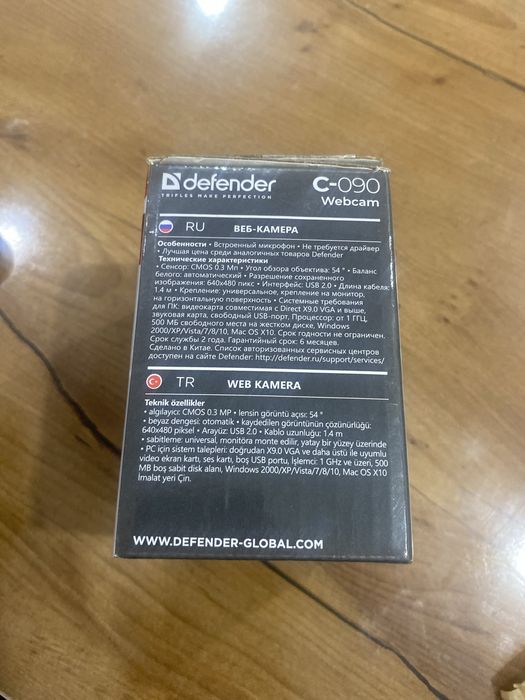 defender
TRIFLES MAKE PERFECTION
C-090
Webcam
RU ВЕБ-КАМЕРА
Особенности • Встроенный микрофон • Не требуется драйвер
• Лучшая цена среди аналогичных товаров Defender
Технические характеристики
• Сенсор: CMOS 0.3 Мп • Угол обзора объектива: 54 ° • Баланс
белого: автоматический • Разрешение сохраненного
изображения: 640x480 пикс • Интерфейс: USB 2.0 • Длина кабеля:
1.4 м • Крепление: универсальное, крепление на монитор,
на горизонтальную поверхность • Системные требования
для ПК: видеокарта совместимая с Direct X9.0 VGA и выше,
звуковая карта, свободный USB-порт, Процессор: от 1 ГГЦ,
500 МБ свободного места на жестком диске, Windows
2000/XP/Vista/7/8/10, Mac OS X10. Срок годности не ограничен.
Срок службы 2 года. Гарантийный срок: 6 месяцев.
Сделано в Китае. Список авторизованных сервисных центров
доступен на сайте Defender: http://defender.ru/support/services/
TR WEB KAMERA
Teknik özellikler
• algılayıcı: CMOS 0.3 MP • lensin görüntü açısı: 54 °
• beyaz dengesi: otomatik • kaydedilen görüntünün çözünürlüğü:
640x480 piksel • Arayüz: USB 2.0 • Kablo uzunluğu: 1.4 m
• sabitleme: universal, monitöra monte edilir, yatay bir yüzey üzerinde
• PC için sistem talepleri: doğrudan X9.0 VGA ve daha üstü ile uyumlu
video ekran kartı, ses kartı, boş USB portu, İşlemci: 1 GHz ve üzeri, 500
MB boş sabit disk alanı, Windows 2000/XP/Vista/7/8/10, Mac OS X10
İmalat yeri Çin.
WWW.DEFENDER-GLOBAL.COM